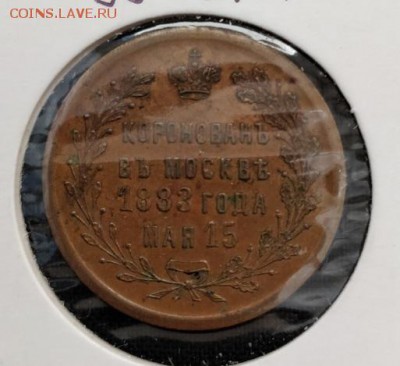 COINS.LAVE.RU
КОРОНОВАНЪ
ВЪ МОСКВѢ
1883 ГОДА
МАЯ 15